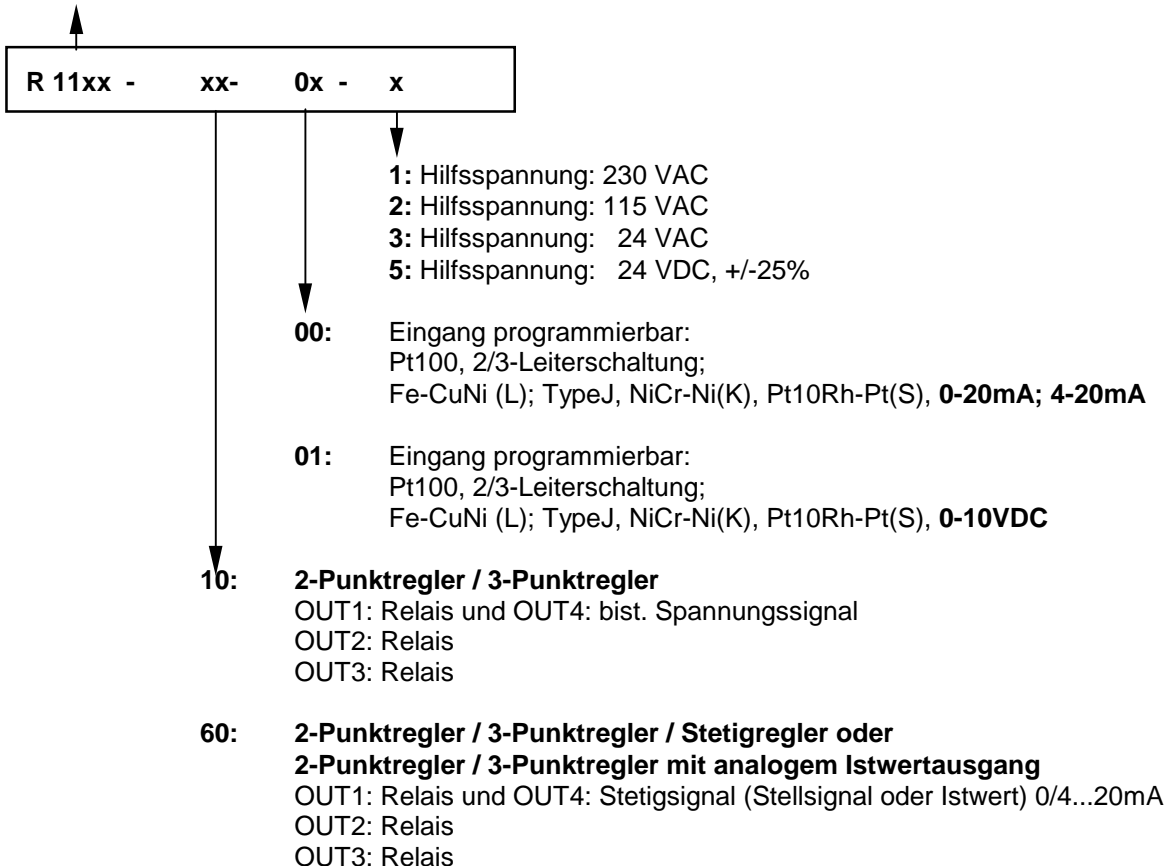 R 11xx - xx- 0x - x
1: Hilfsspannung: 230 VAC
2: Hilfsspannung: 115 VAC
3: Hilfsspannung: 24 VAC
5: Hilfsspannung: 24 VDC, +/-25%
00: Eingang programmierbar:
Pt100, 2/3-Leiterschaltung;
Fe-CuNi (L); TypeJ, NiCr-Ni(K), Pt10Rh-Pt(S), 0-20mA; 4-20mA
01: Eingang programmierbar:
Pt100, 2/3-Leiterschaltung;
Fe-CuNi (L); TypeJ, NiCr-Ni(K), Pt10Rh-Pt(S), 0-10VDC
10: 2-Punktregler / 3-Punktregler
OUT1: Relais und OUT4: bist. Spannungssignal
OUT2: Relais
OUT3: Relais
60: 2-Punktregler / 3-Punktregler / Stetigregler oder
2-Punktregler / 3-Punktregler mit analogem Istwertausgang
OUT1: Relais und OUT4: Stetigsignal (Stellsignal oder Istwert) 0/4...20mA
OUT2: Relais
OUT3: Relais